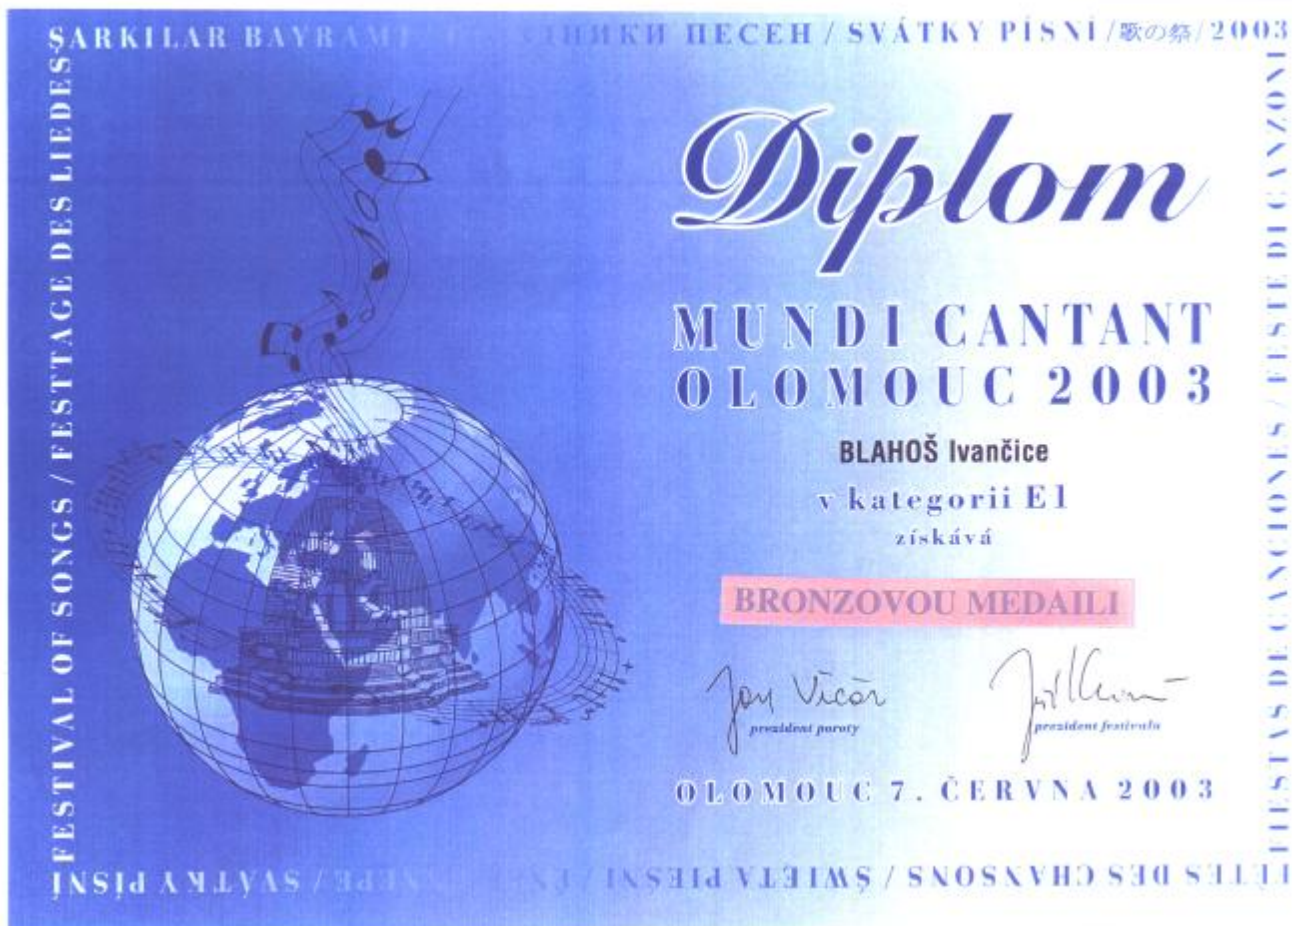 ŞARKILAR BAYRAMI
ПЕСЕН / SVÁTKY PÍSNÍ / 歌の祭 / 2003
FESTIVAL OF SONGS / FESTTAGE DES LIEDES
Diplom
MUNDI CANTANT
OLOMOUC 2003
BLAHOŠ Ivančice
v kategorii E1
získává
BRONZOVOU MEDAILI
Jan Vičar
prezident poroty
prezident festivalu
OLOMOUC 7. ČERVNA 2003
FIESTAS DE CANCIONES / FESTE DI CANZONI
FÊTES DES CHANSONS / ŚWIĘTA PIEŚNI /
/ SVÁTKY PÍSNÍ